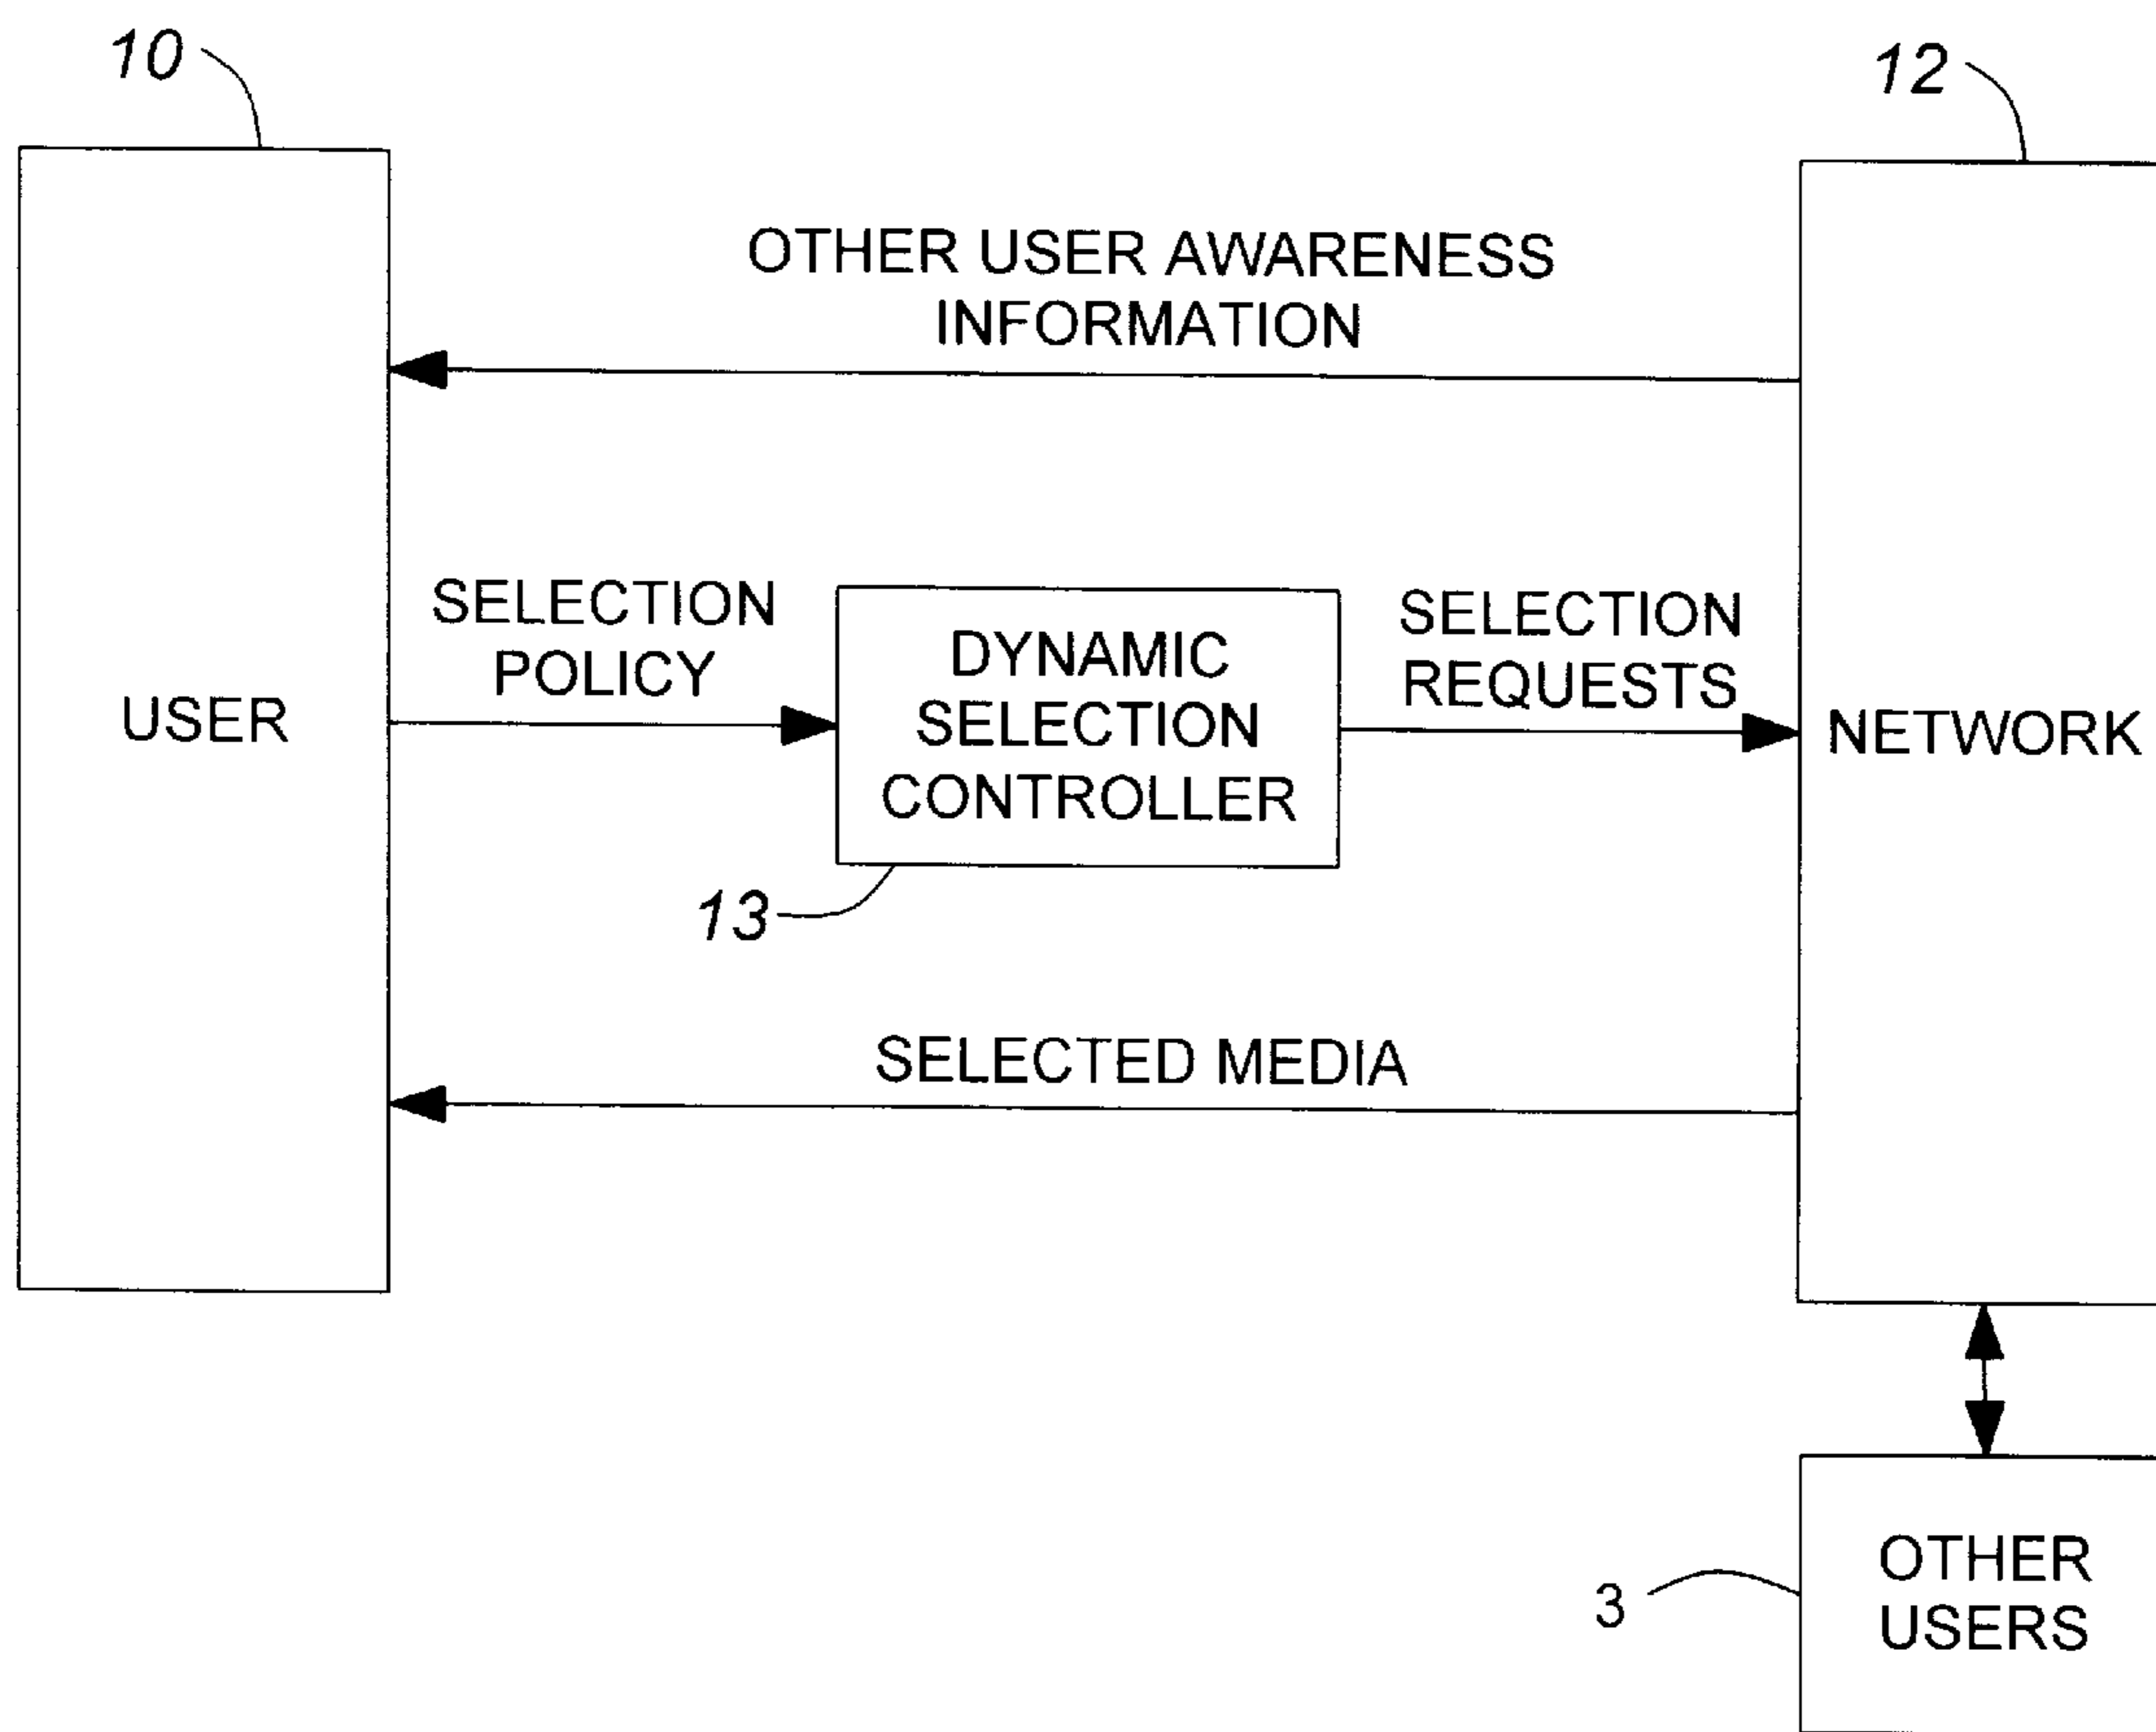 10
12
OTHER USER AWARENESS
INFORMATION
SELECTION
POLICY
DYNAMIC
SELECTION
CONTROLLER
SELECTION
REQUESTS
USER
NETWORK
13
SELECTED MEDIA
OTHER
USERS
3